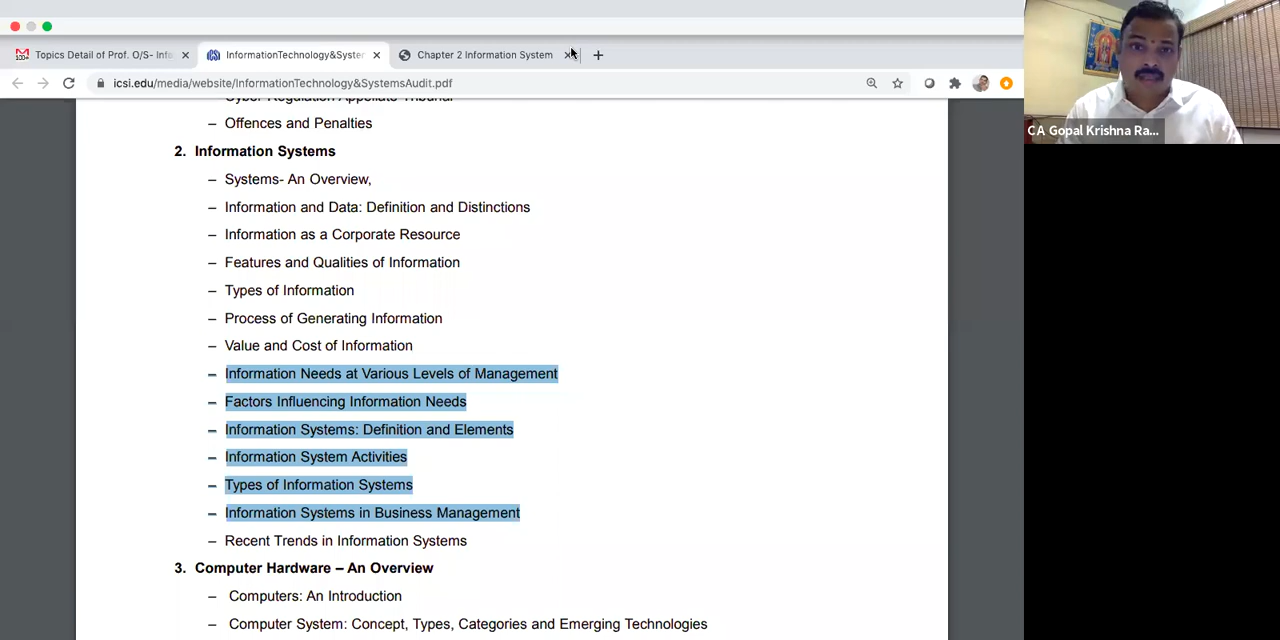 Topics Detail of Prof. O/S- Info
InformationTechnology&System
Chapter 2 Information System
icsi.edu/media/website/InformationTechnology&SystemsAudit.pdf
CA Gopal Krishna Ra...
Cyber Regulation Appellate Tribunal
– Offences and Penalties
2. Information Systems
– Systems- An Overview,
– Information and Data: Definition and Distinctions
– Information as a Corporate Resource
– Features and Qualities of Information
– Types of Information
– Process of Generating Information
– Value and Cost of Information
– Information Needs at Various Levels of Management
– Factors Influencing Information Needs
– Information Systems: Definition and Elements
– Information System Activities
– Types of Information Systems
– Information Systems in Business Management
– Recent Trends in Information Systems
3. Computer Hardware – An Overview
– Computers: An Introduction
– Computer System: Concept, Types, Categories and Emerging Technologies